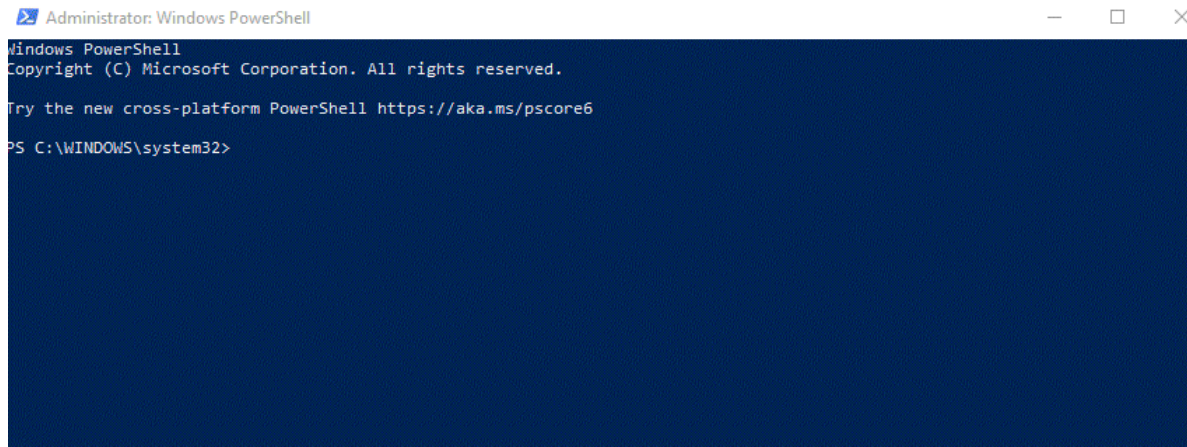 Administrator: Windows PowerShell
Windows PowerShell
Copyright (C) Microsoft Corporation. All rights reserved.
Try the new cross-platform PowerShell https://aka.ms/pscore6
PS C:\WINDOWS\system32>